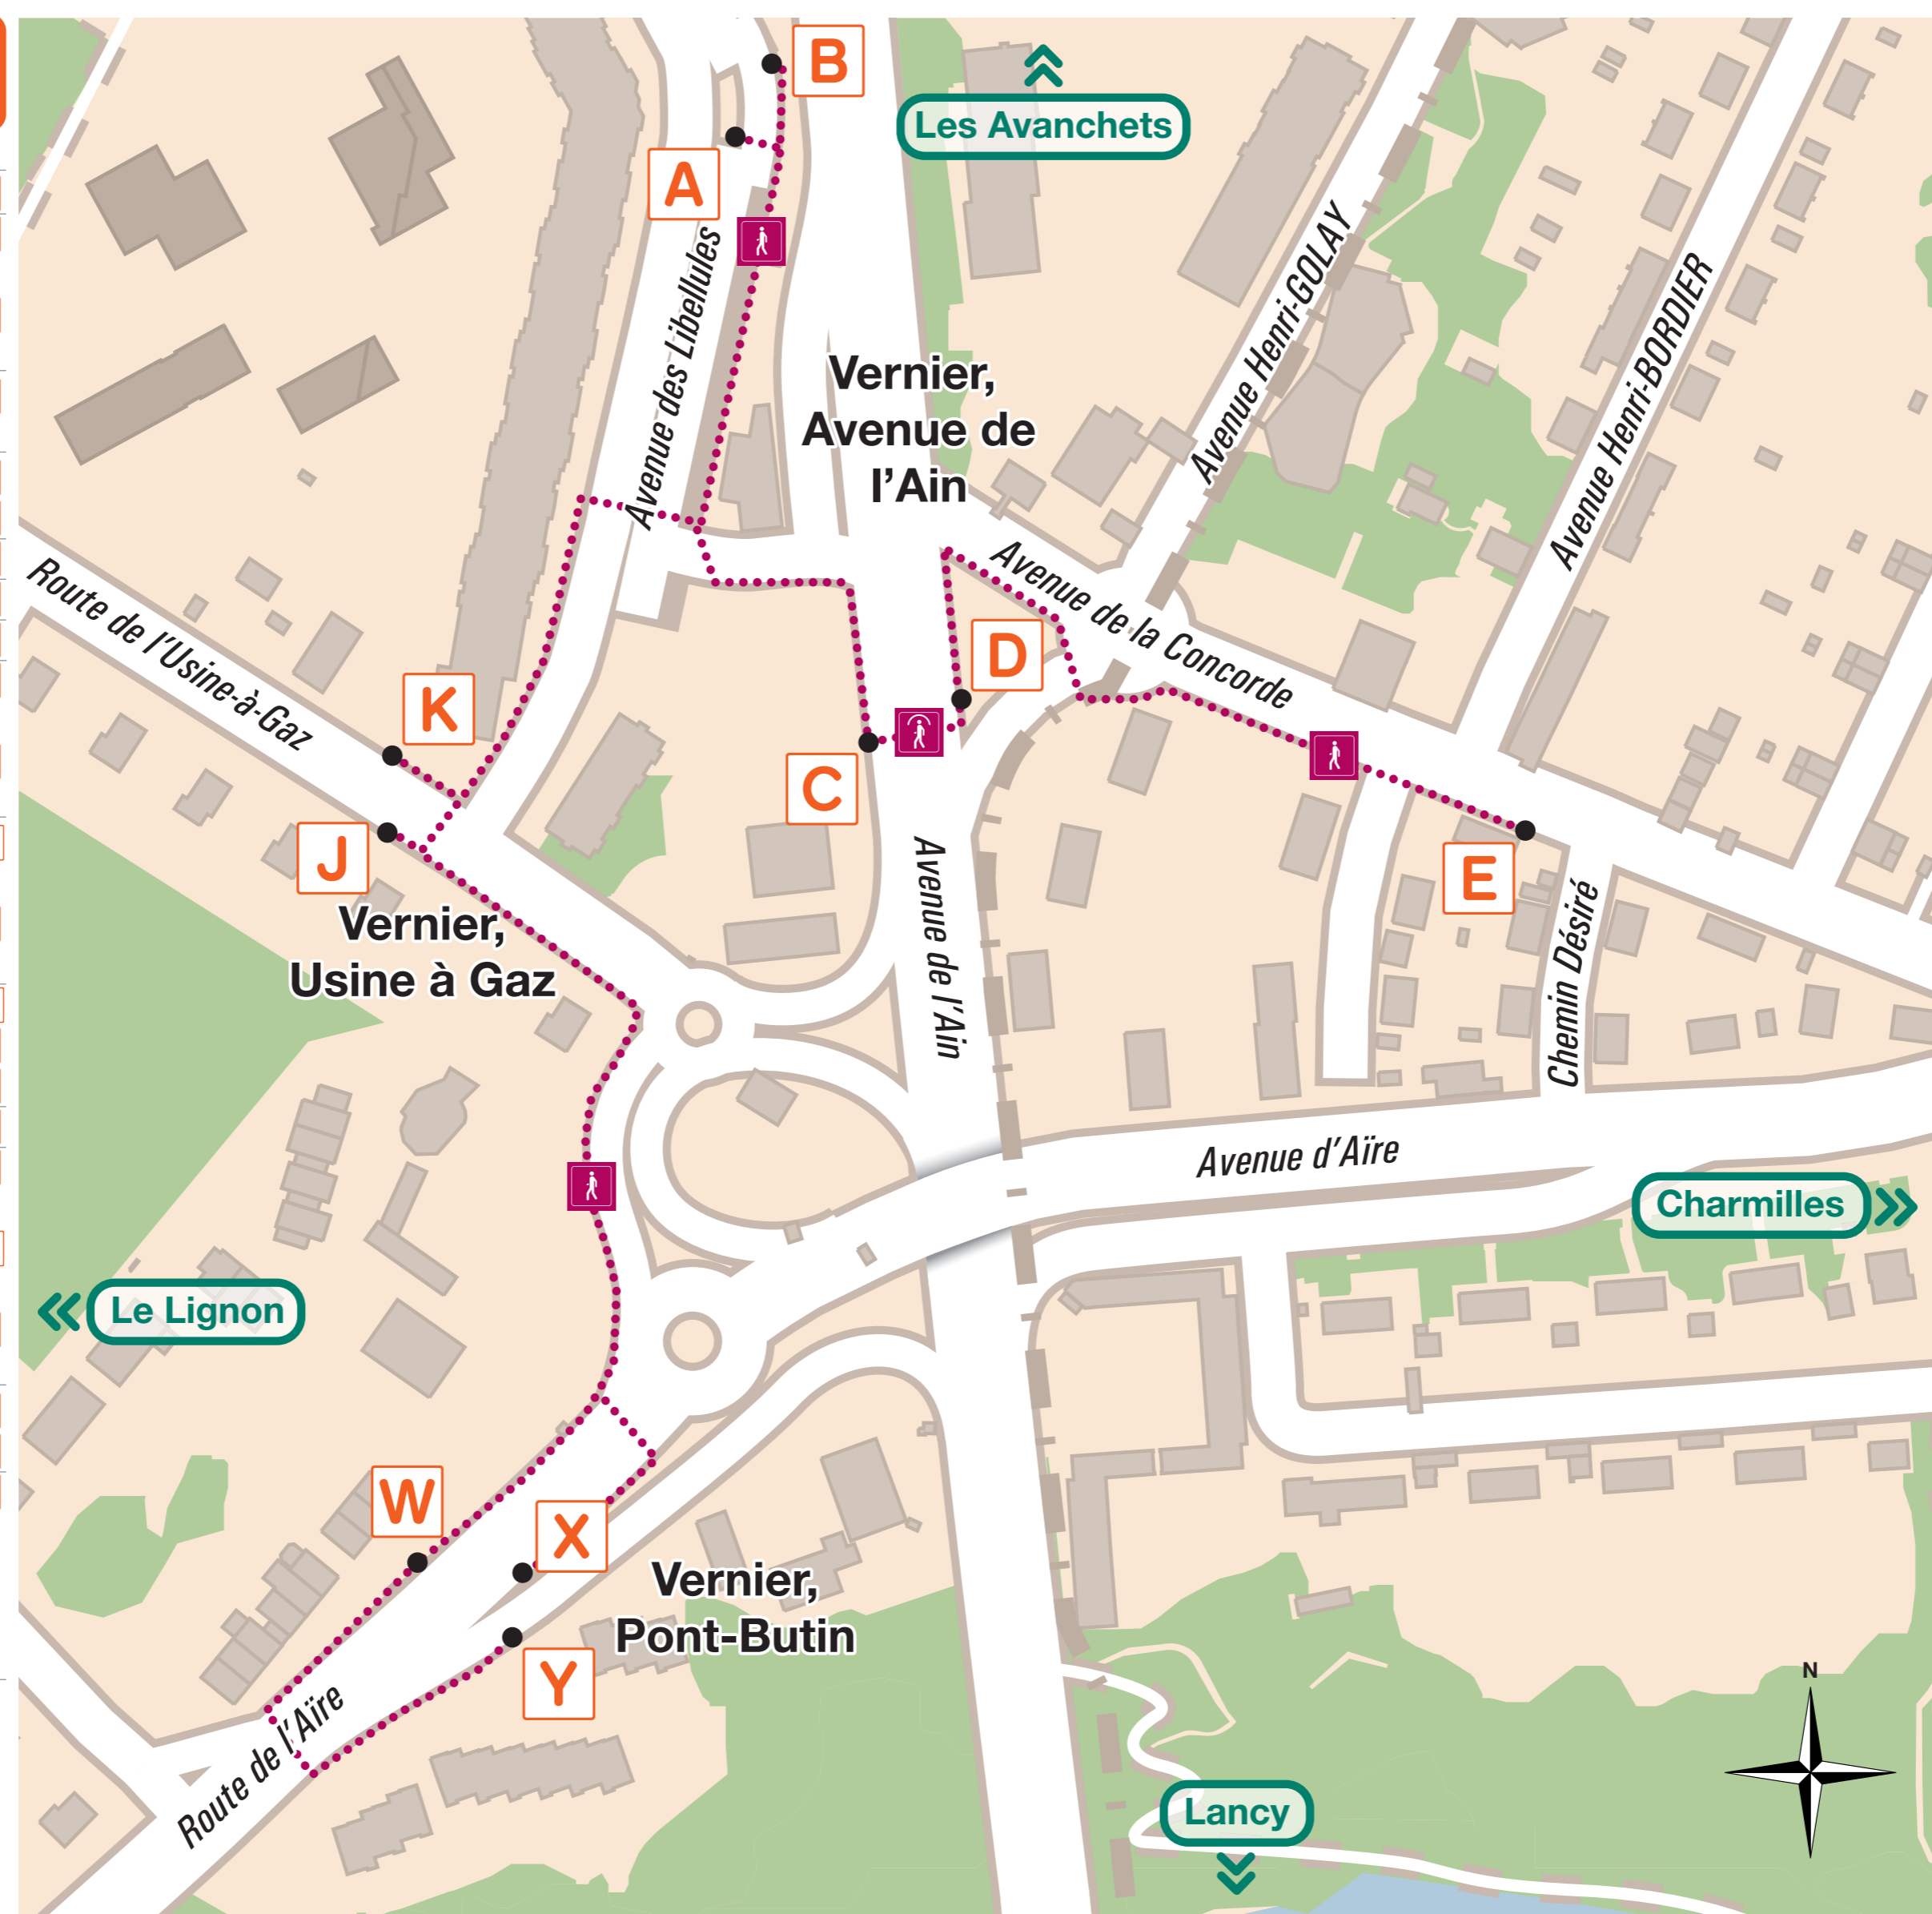 B
Les Avanchets
A
Avenue des Libellules
Vernier,
Avenue de
l’Ain
Avenue Henri-GOLAY
Avenue Henri-BORDIER
Route de l'Usine-à-Gaz
Avenue de la Concorde
D
K
C
J
E
Vernier,
Usine à Gaz
Avenue de l'Ain
Chemin Désiré
Avenue d'Aïre
Charmilles
Le Lignon
W
X
Vernier,
Pont-Butin
Y
Route de l'Aïre
N
Lancy